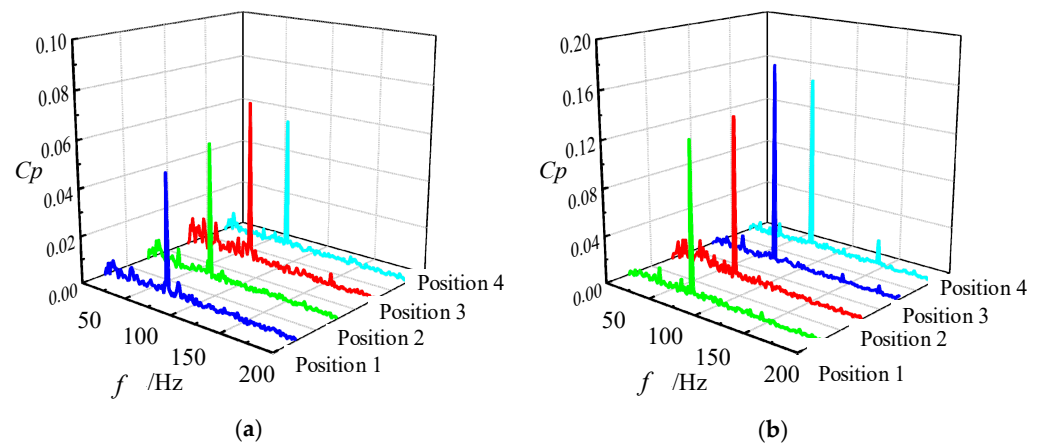 0.10
0.08
0.06
Cp
0.04
0.02
0.00
50
100
150
200
f /Hz
Position 1
Position 2
Position 3
Position 4
(a)
0.20
0.16
0.12
Cp
0.08
0.04
0.00
50
100
150
200
f /Hz
Position 1
Position 2
Position 3
Position 4
(b)